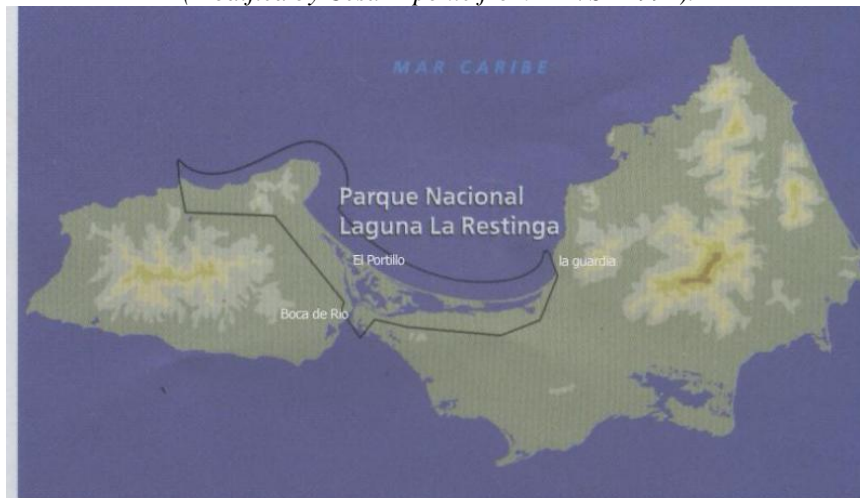 MAR CARIBE
Parque Nacional
Laguna La Restinga
El Portillo
la guardia
Boca de Rio